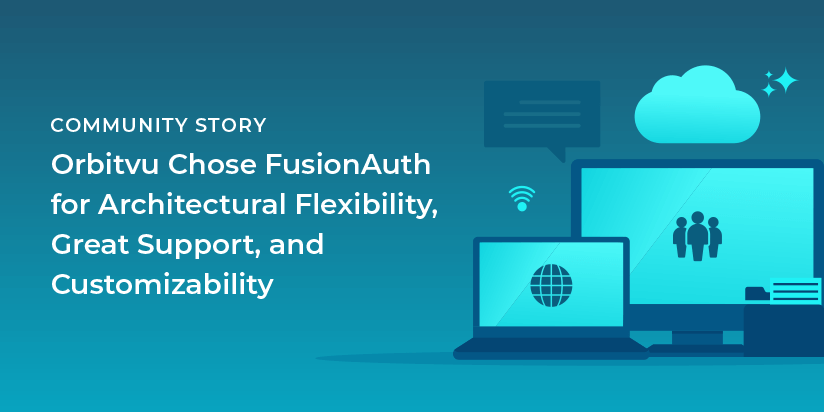 COMMUNITY STORY
Orbitvu Chose FusionAuth
for Architectural Flexibility,
Great Support, and
Customizability